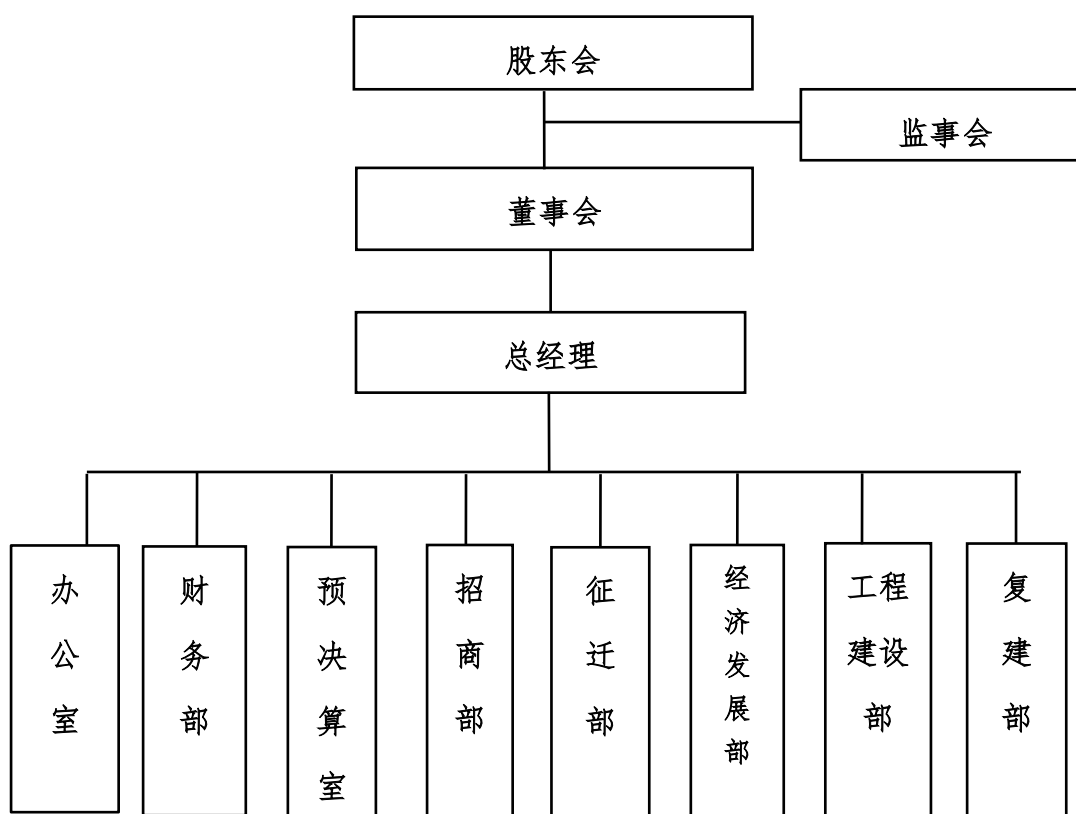 股东会
监事会
董事会
总经理
办公室
财务部
预决算室
招商部
征迁部
经济发展部
工程建设部
复建部